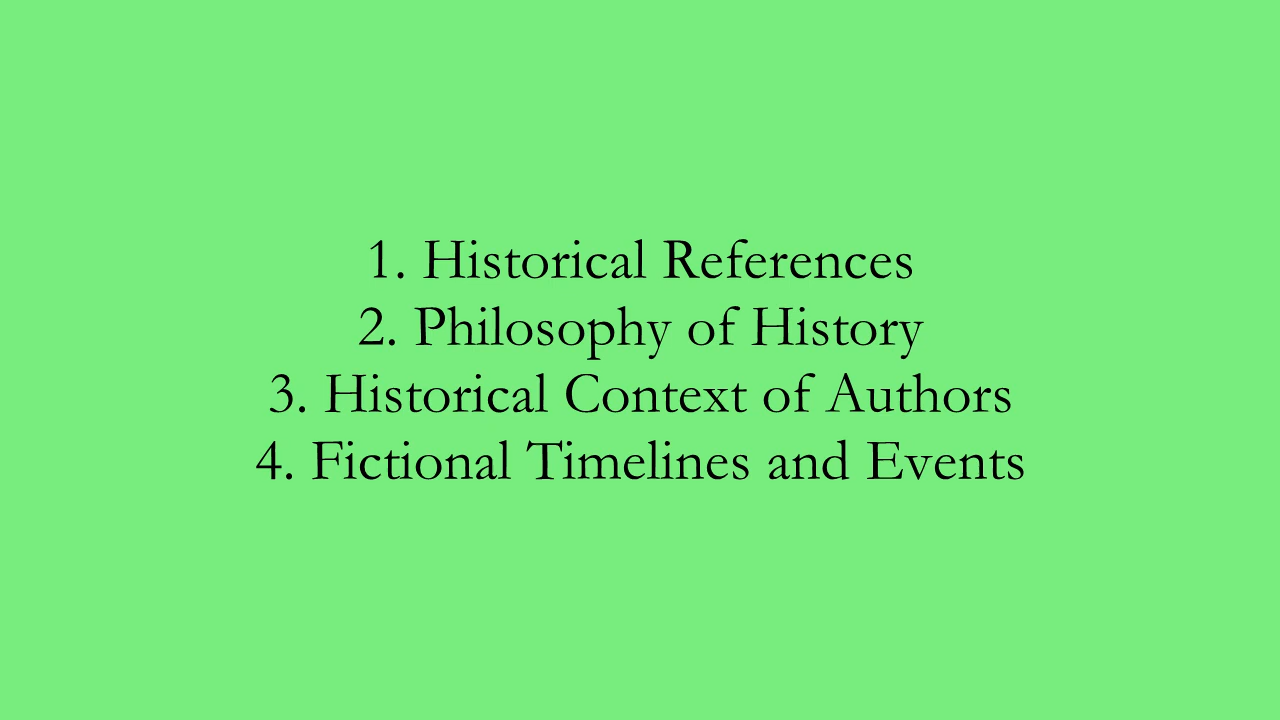 1. Historical References
2. Philosophy of History
3. Historical Context of Authors
4. Fictional Timelines and Events